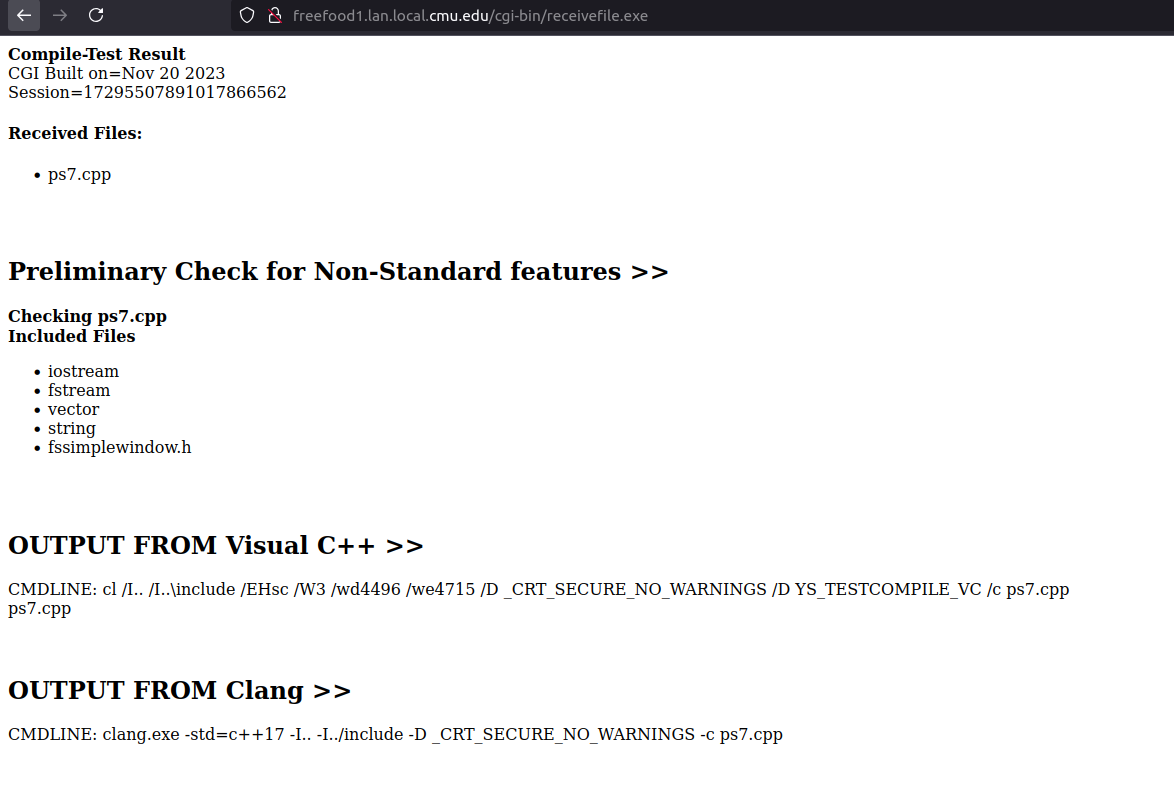 freefood1.lan.local.cmu.edu/cgi-bin/receivefile.exe
Compile-Test Result
CGI Built on=Nov 20 2023
Session=17295507891017866562
Received Files:
• ps7.cpp
Preliminary Check for Non-Standard features >>
Checking ps7.cpp
Included Files
• iostream
• fstream
• vector
• string
• fssimplewindow.h
OUTPUT FROM Visual C++ >>
CMDLINE: cl /I.. /I..\include /EHsc /W3 /wd4496 /we4715 /D _CRT_SECURE_NO_WARNINGS /D YS_TESTCOMPILE_VC /c ps7.cpp
ps7.cpp
OUTPUT FROM Clang >>
CMDLINE: clang.exe -std=c++17 -I.. -I../include -D _CRT_SECURE_NO_WARNINGS -c ps7.cpp